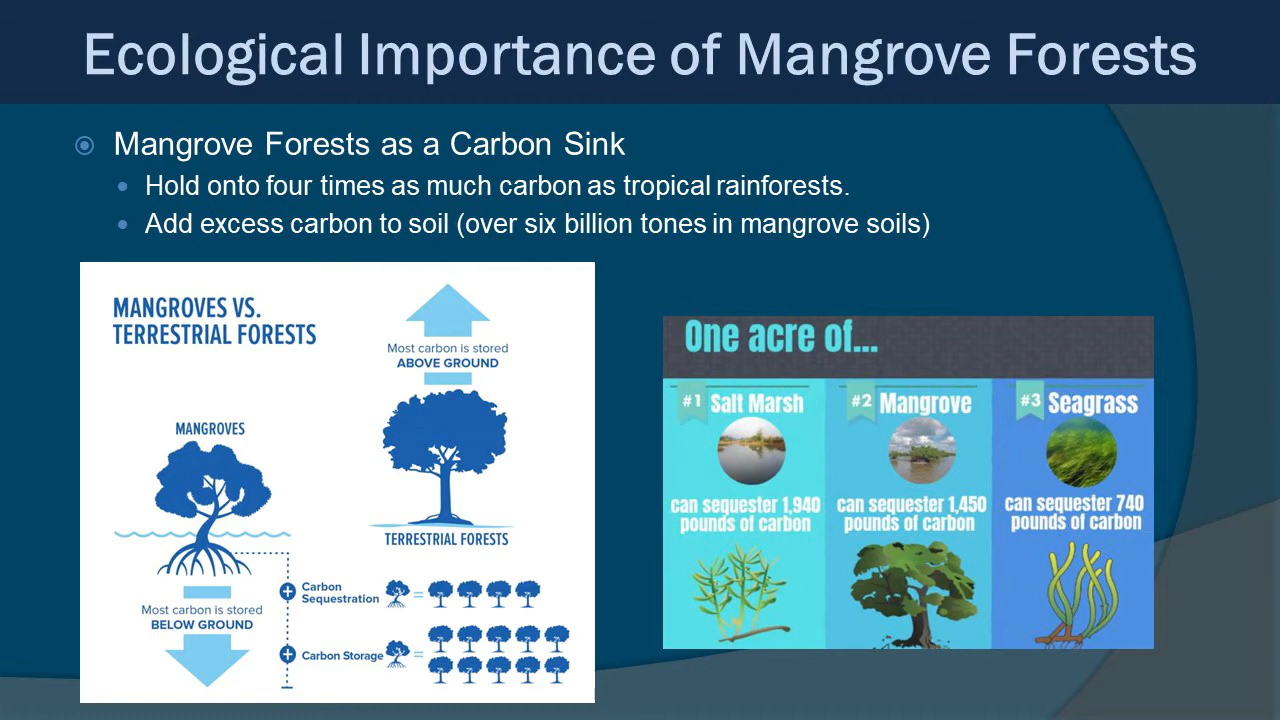 Ecological Importance of Mangrove Forests
Mangrove Forests as a Carbon Sink
Hold onto four times as much carbon as tropical rainforests.
Add excess carbon to soil (over six billion tones in mangrove soils)
MANGROVES VS.
TERRESTRIAL FORESTS
Most carbon is stored
ABOVE GROUND
MANGROVES
TERRESTRIAL FORESTS
Most carbon is stored
BELOW GROUND
+ Carbon
Sequestration =
+ Carbon Storage =
One acre of...
#1 Salt Marsh
can sequester 1,940
pounds of carbon
#2 Mangrove
can sequester 1,450
pounds of carbon
#3 Seagrass
can sequester 740
pounds of carbon